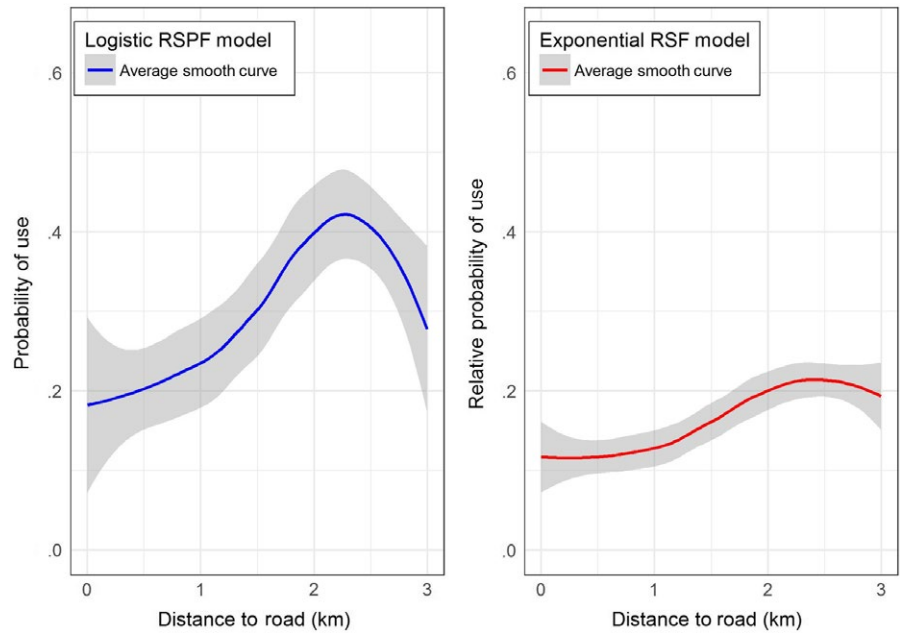 Logistic RSPF model
Average smooth curve
Probability of use
.6
.4
.2
.0
0 1 2 3
Distance to road (km)
Exponential RSF model
Average smooth curve
Relative probability of use
.6
.4
.2
.0
0 1 2 3
Distance to road (km)